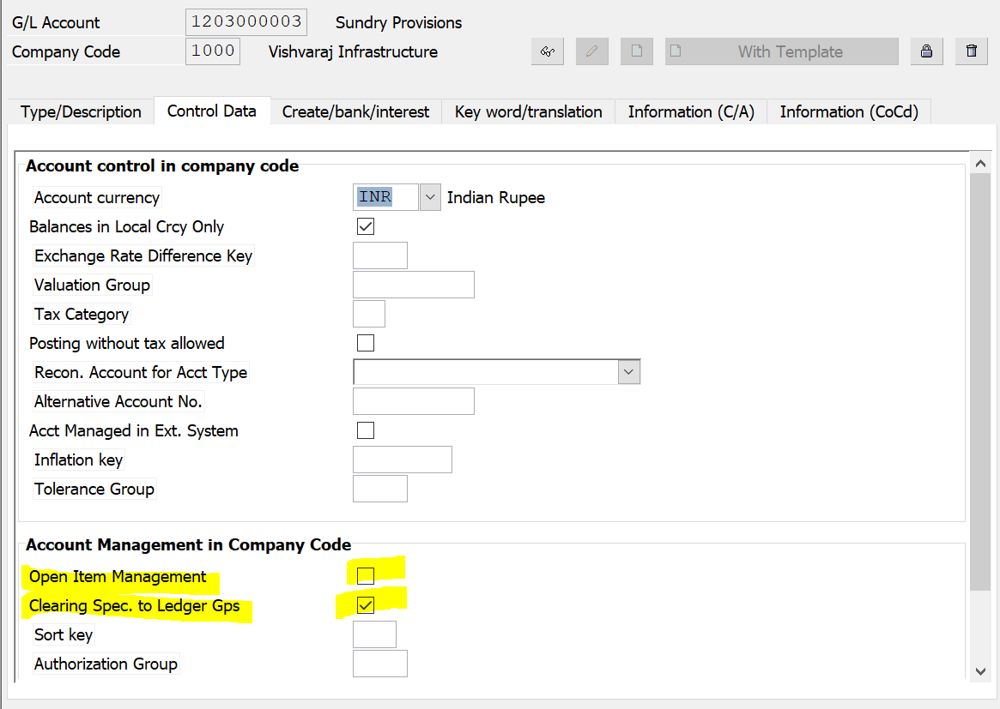 G/L Account 1203000003 Sundry Provisions
Company Code 1000 Vishvaraj Infrastructure With Template
Type/Description Control Data Create/bank/interest Key word/translation Information (C/A) Information (CoCd)
Account control in company code
Account currency INR Indian Rupee
Balances in Local Crcy Only
Exchange Rate Difference Key
Valuation Group
Tax Category
Posting without tax allowed
Recon. Account for Acct Type
Alternative Account No.
Acct Managed in Ext. System
Inflation key
Tolerance Group
Account Management in Company Code
Open Item Management
Clearing Spec. to Ledger Gps
Sort key
Authorization Group